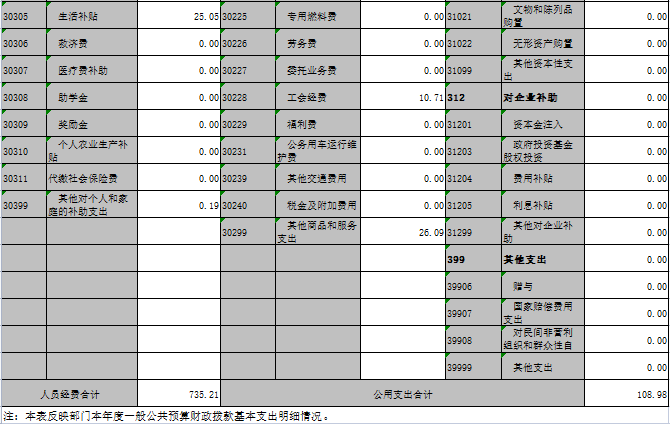 30305 生活补贴 25.05 30225 专用燃料费 0.00 31021 文物和陈列品购置 0.00
30306 救济费 0.00 30226 劳务费 0.00 31022 无形资产购置 0.00
30307 医疗费补助 0.00 30227 委托业务费 0.00 31099 其他资本性支出 0.00
30308 助学金 0.00 30228 工会经费 10.71 312 对企业补助 0.00
30309 奖励金 0.00 30229 福利费 0.00 31201 资本金注入 0.00
30310 个人农业生产补贴 0.00 30231 公务用车运行维护费 0.00 31203 政府投资基金股权投资 0.00
30311 代缴社会保险费 0.00 30239 其他交通费用 0.00 31204 费用补贴 0.00
30399 其他对个人和家庭的补助支出 0.19 30240 税金及附加费用 0.00 31205 利息补贴 0.00
30299 其他商品和服务支出 26.09 31299 其他对企业补助 0.00
399 其他支出 0.00
39906 赠与 0.00
39907 国家赔偿费用支出 0.00
39908 对民间非营利组织和群众性自 0.00
39999 其他支出 0.00
人员经费合计 735.21 公用支出合计 108.98
注：本表反映部门本年度一般公共预算财政拨款基本支出明细情况。